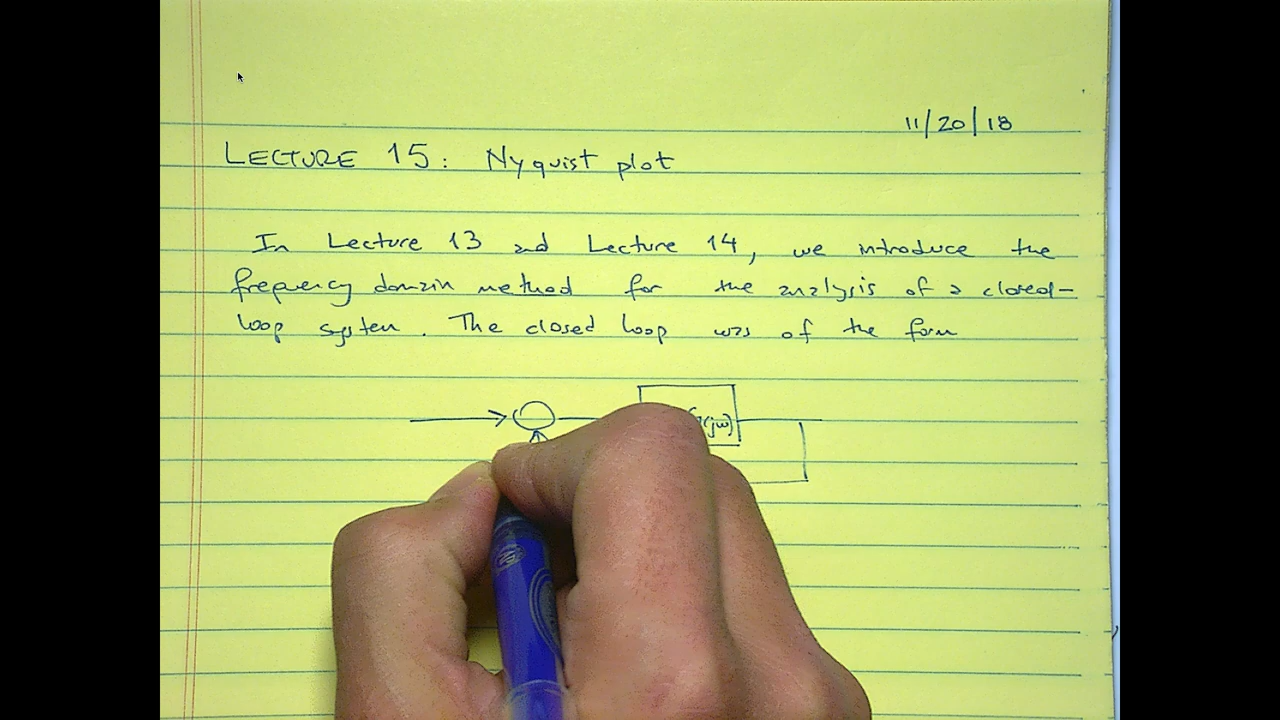 11/20/18
LECTURE 15: Nyquist plot
In Lecture 13 and Lecture 14, we introduce the
frequency domain method for the analysis of a closed-
loop system. The closed loop was of the form
(jω)